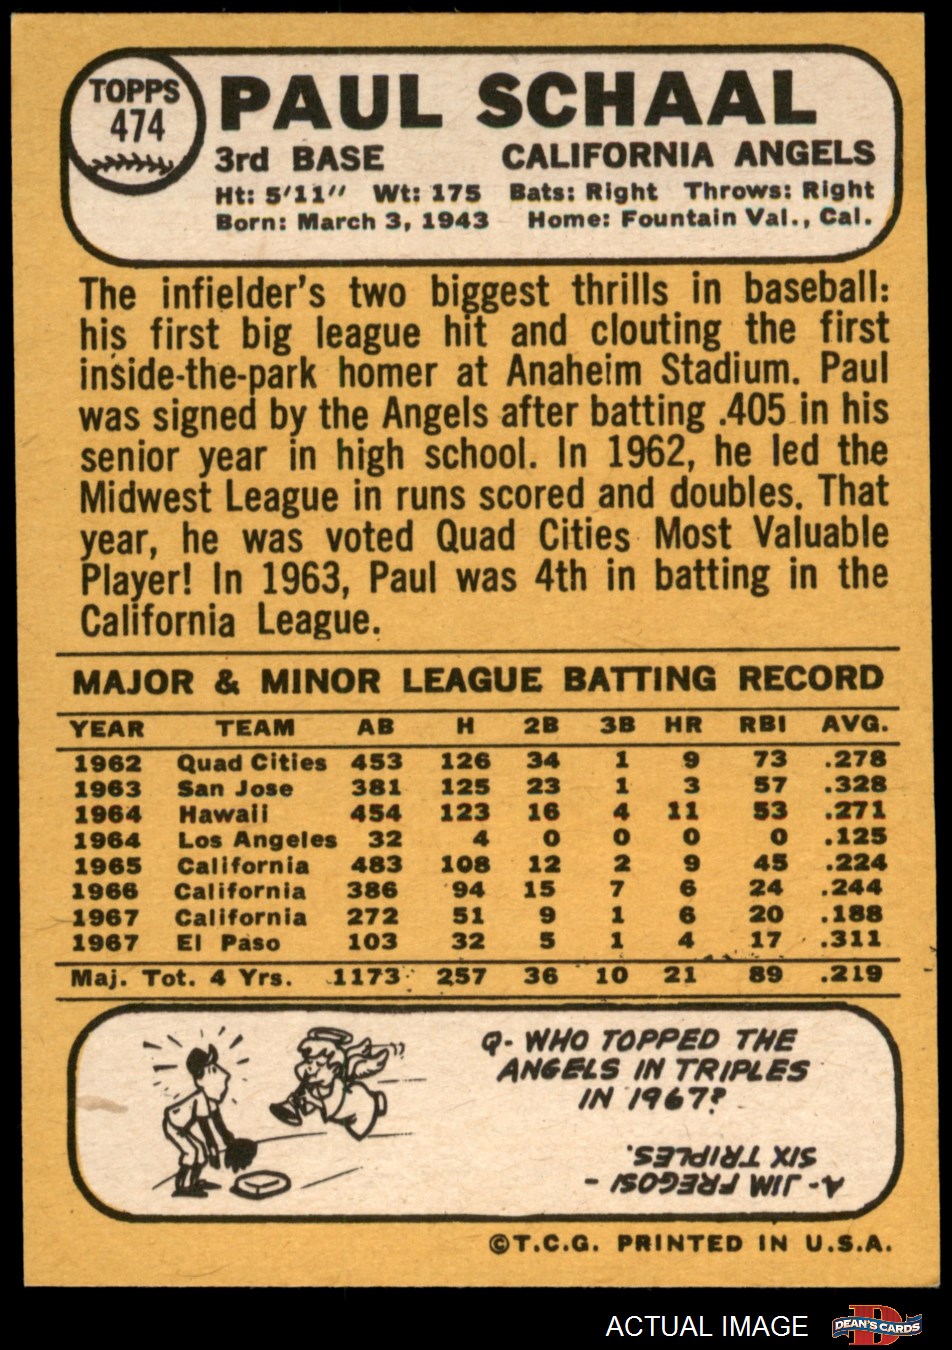 TOPPS
474
PAUL SCHAAL
3rd BASE CALIFORNIA ANGELS
Ht: 5'11" Wt: 175 Bats: Right Throws: Right
Born: March 3, 1943 Home: Fountain Val., Cal.
The infielder's two biggest thrills in baseball:
his first big league hit and clouting the first
inside-the-park homer at Anaheim Stadium. Paul
was signed by the Angels after batting .405 in his
senior year in high school. In 1962, he led the
Midwest League in runs scored and doubles. That
year, he was voted Quad Cities Most Valuable
Player! In 1963, Paul was 4th in batting in the
California League.
MAJOR & MINOR LEAGUE BATTING RECORD
YEAR TEAM AB H 2B 3B HR RBI AVG.
1962 Quad Cities 453 126 34 1 9 73 .278
1963 San Jose 381 125 23 1 3 57 .328
1964 Hawaii 454 123 16 4 11 53 .271
1964 Los Angeles 32 4 0 0 0 0 .125
1965 California 483 108 12 2 9 45 .224
1966 California 386 94 15 7 6 24 .244
1967 California 272 51 9 1 6 20 .188
1967 El Paso 103 32 5 1 4 17 .311
Maj. Tot. 4 Yrs. 1173 257 36 10 21 89 .219
Q- WHO TOPPED THE
ANGELS IN TRIPLES
IN 1967?
A- JIM FREGOSI -
SIX TRIPLES.
©T.C.G. PRINTED IN U.S.A.
ACTUAL IMAGE
D
DEAN'S CARDS